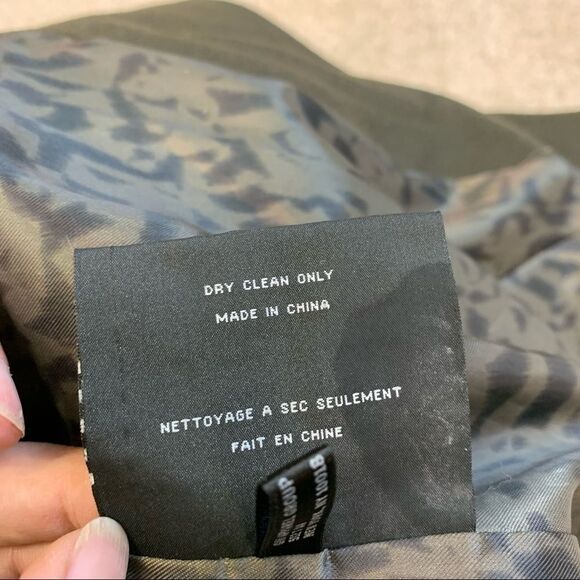 DRY CLEAN ONLY
MADE IN CHINA
NETTOYAGE A SEC SEULEMENT
FAIT EN CHINE